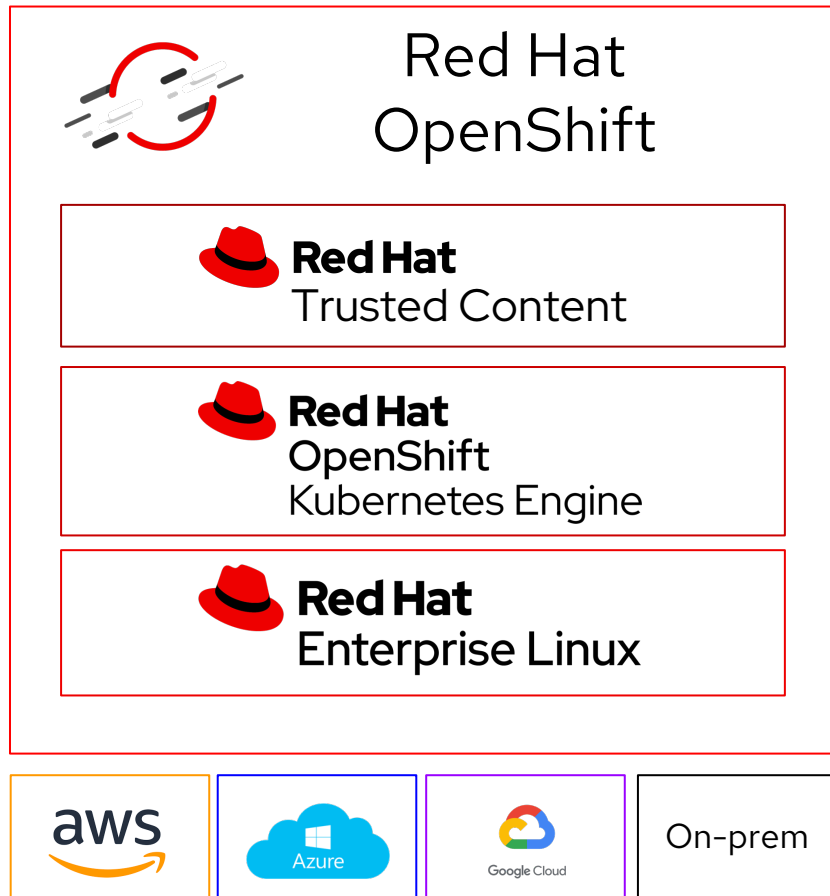 Red Hat
OpenShift
Red Hat
Trusted Content
Red Hat
OpenShift
Kubernetes Engine
Red Hat
Enterprise Linux
aws
Azure
Google Cloud
On-prem